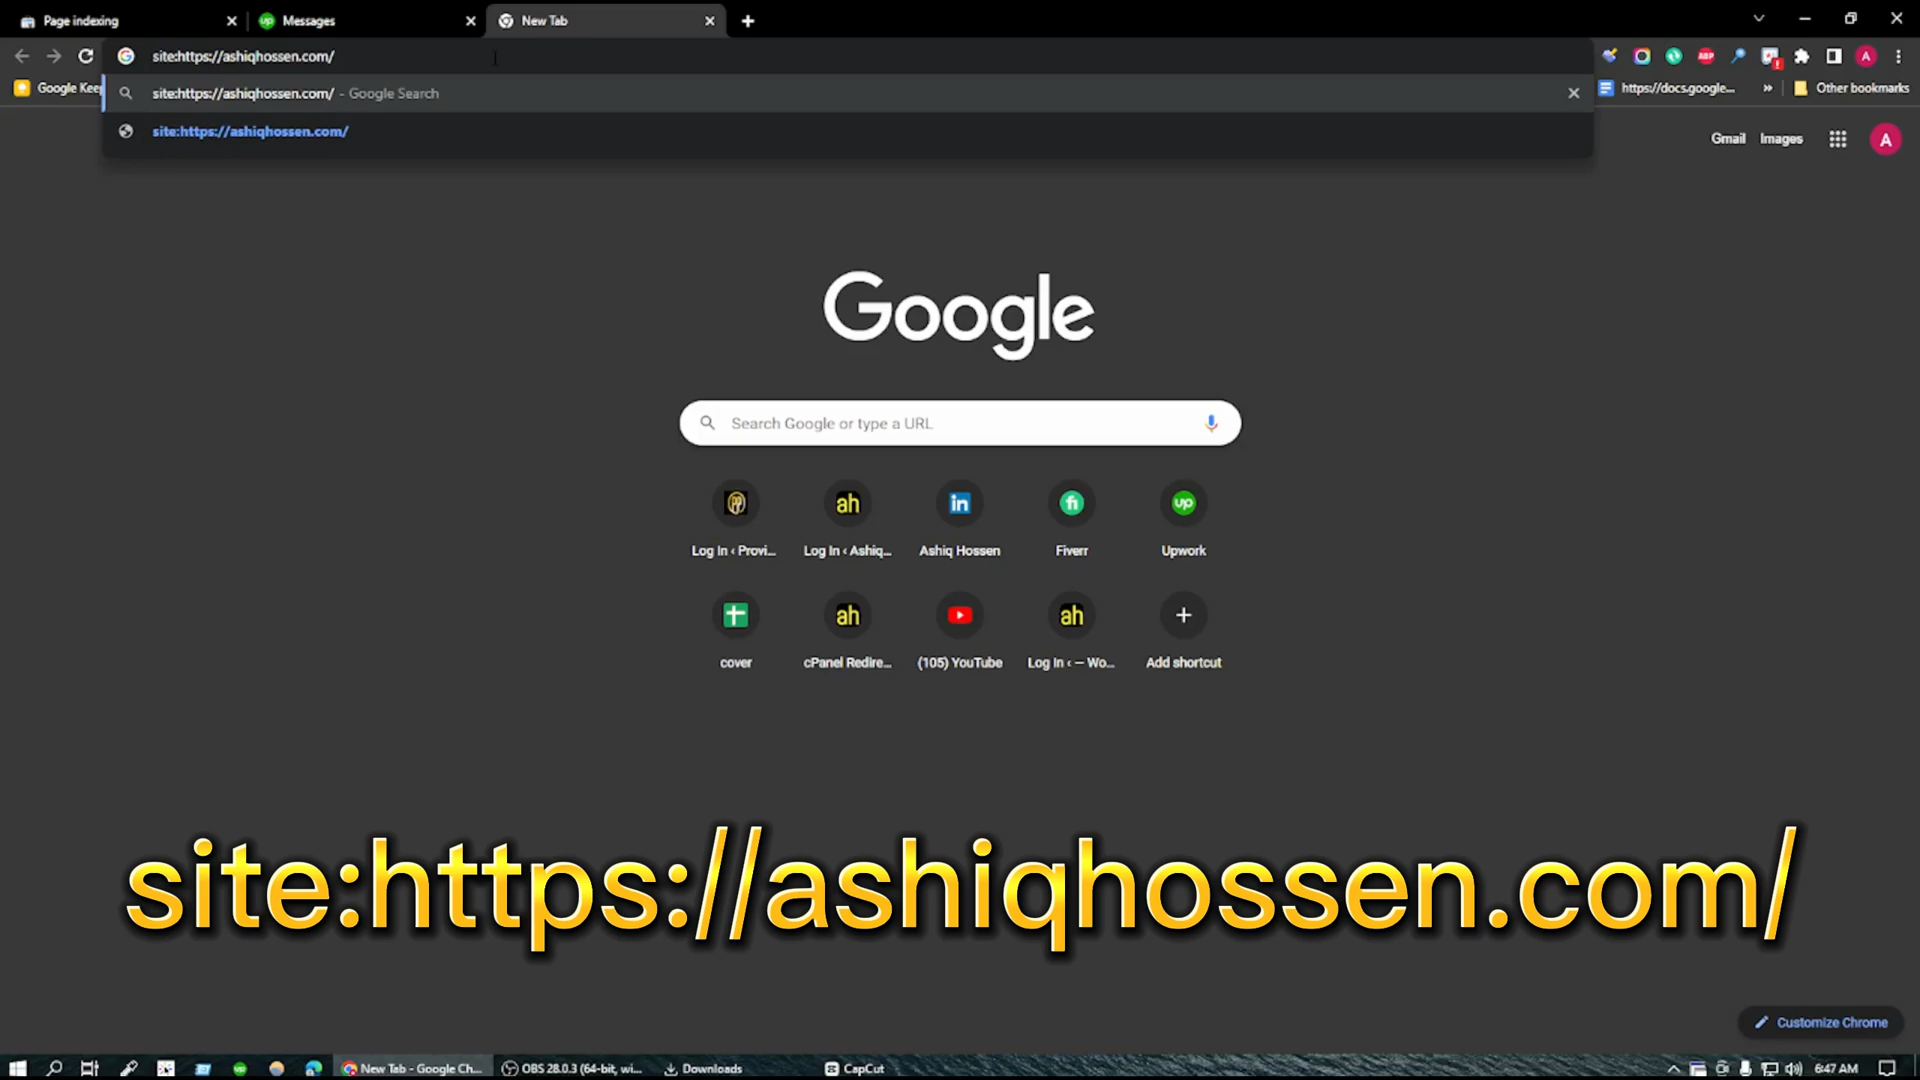 Page indexing
Messages
New Tab
site:https://ashiqhossen.com/
Google Keep
site:https://ashiqhossen.com/ - Google Search
https://docs.google...
»
Other bookmarks
site:https://ashiqhossen.com/
Gmail
Images
A
Google
Search Google or type a URL
Log In ‹ Provi...
Log In ‹ Ashiq...
Ashiq Hossen
Fiverr
Upwork
cover
cPanel Redire...
(105) YouTube
Log In ‹ — Wo...
Add shortcut
site:https://ashiqhossen.com/
Customize Chrome
New Tab - Google Ch...
OBS 28.0.3 (64-bit, wi...
Downloads
CapCut
6:47 AM